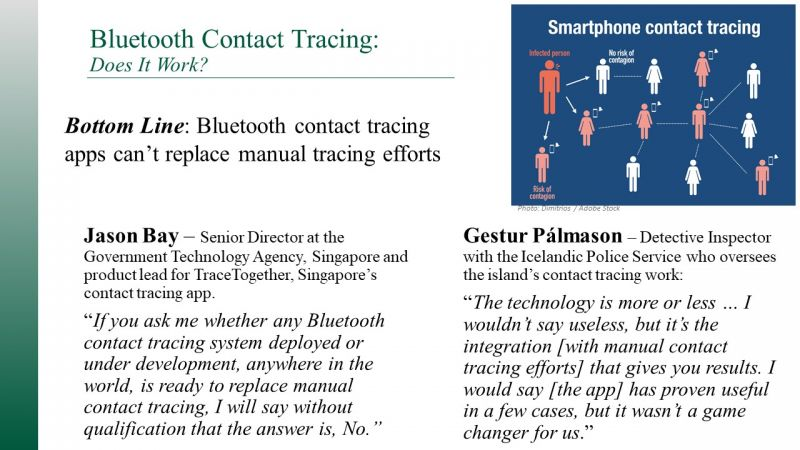 Bluetooth Contact Tracing:
Does It Work?
Bottom Line: Bluetooth contact tracing
apps can’t replace manual tracing efforts
Smartphone contact tracing
Infected person
No risk of
contagion
Risk of
contagion
Photo: Dimitrios / Adobe Stock
Jason Bay – Senior Director at the
Government Technology Agency, Singapore and
product lead for TraceTogether, Singapore’s
contact tracing app.
“If you ask me whether any Bluetooth
contact tracing system deployed or
under development, anywhere in the
world, is ready to replace manual
contact tracing, I will say without
qualification that the answer is, No.”
Gestur Pálmason – Detective Inspector
with the Icelandic Police Service who oversees
the island’s contact tracing work:
“The technology is more or less … I
wouldn’t say useless, but it’s the
integration [with manual contact
tracing efforts] that gives you results. I
would say [the app] has proven useful
in a few cases, but it wasn’t a game
changer for us.”